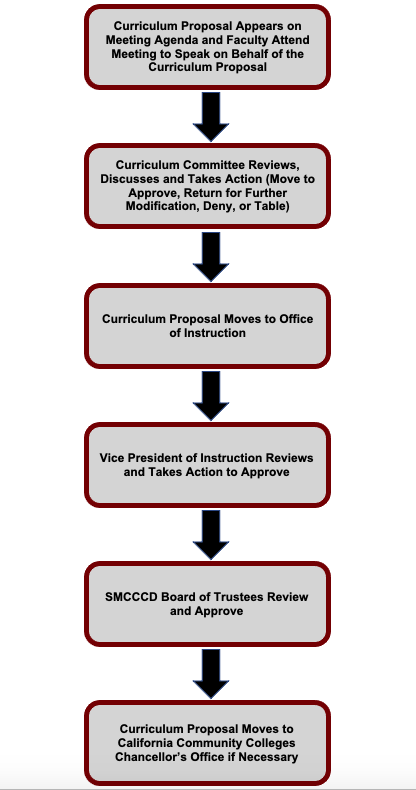 Curriculum Proposal Appears on
Meeting Agenda and Faculty Attend
Meeting to Speak on Behalf of the
Curriculum Proposal
Curriculum Committee Reviews,
Discusses and Takes Action (Move to
Approve, Return for Further
Modification, Deny, or Table)
Curriculum Proposal Moves to Office
of Instruction
Vice President of Instruction Reviews
and Takes Action to Approve
SMCCCD Board of Trustees Review
and Approve
Curriculum Proposal Moves to
California Community Colleges
Chancellor's Office if Necessary